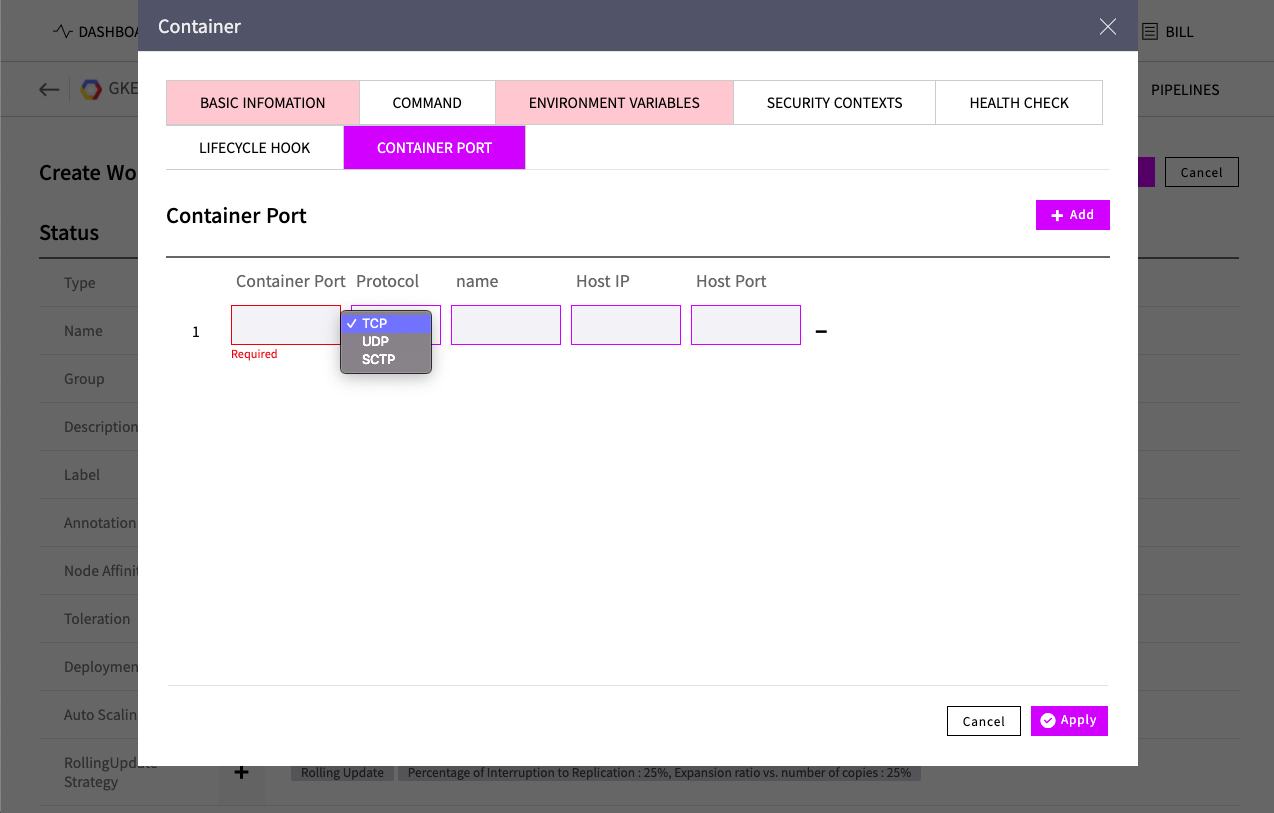 Container
DASHBOA
BILL
GKE
PIPELINES
BASIC INFOMATION
COMMAND
ENVIRONMENT VARIABLES
SECURITY CONTEXTS
HEALTH CHECK
LIFECYCLE HOOK
CONTAINER PORT
Create Wo
Cancel
Container Port
Add
Status
Container Port Protocol name Host IP Host Port
1
TCP
UDP
SCTP
Required
Type
Name
Group
Description
Label
Annotation
Node Affinit
Toleration
Deploymen
Auto Scalin
Cancel
Apply
RollingUpdate
Strategy
Rolling Update
Percentage of Interruption to Replication : 25%, Expansion ratio vs. number of copies : 25%